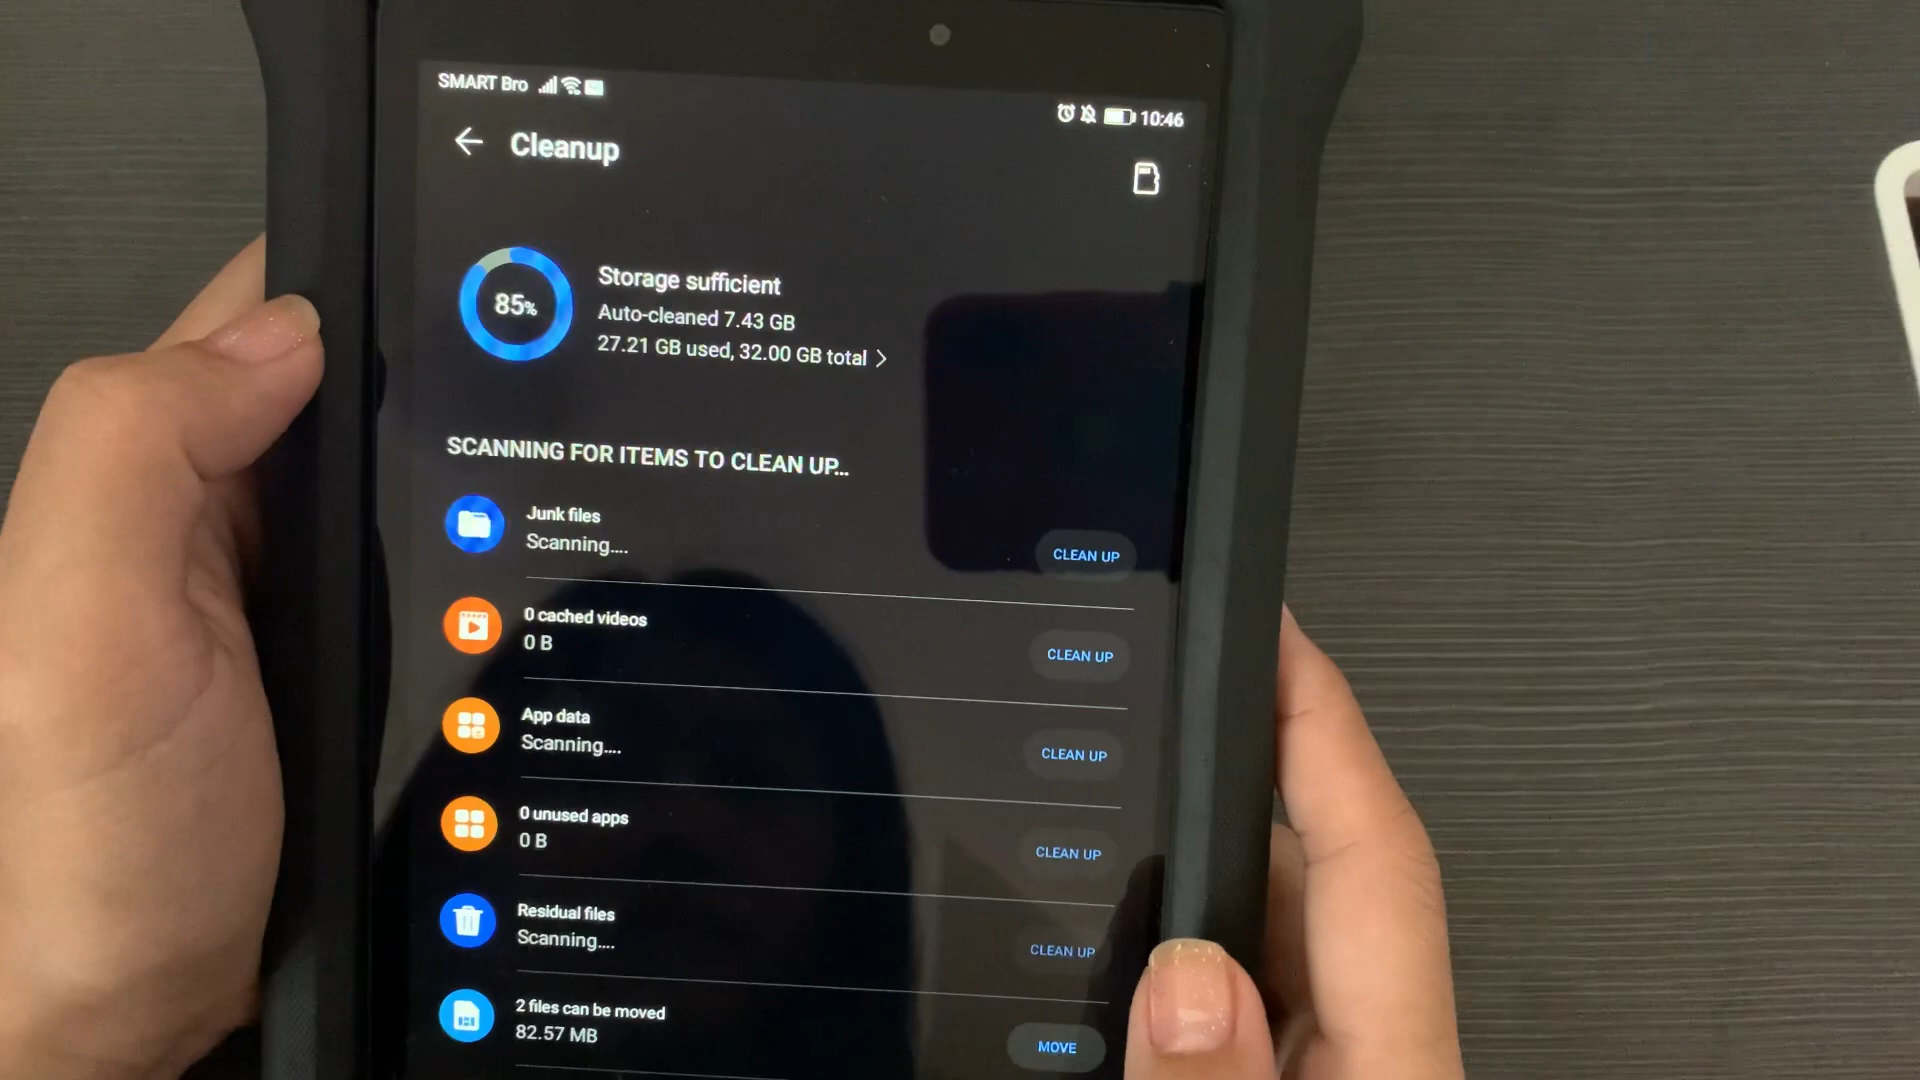 SMART Bro
10:46
Cleanup
85%
Storage sufficient
Auto-cleaned 7.43 GB
27.21 GB used, 32.00 GB total
SCANNING FOR ITEMS TO CLEAN UP...
Junk files
Scanning....
CLEAN UP
0 cached videos
0 B
CLEAN UP
App data
Scanning....
CLEAN UP
0 unused apps
0 B
CLEAN UP
Residual files
Scanning....
CLEAN UP
2 files can be moved
82.57 MB
MOVE